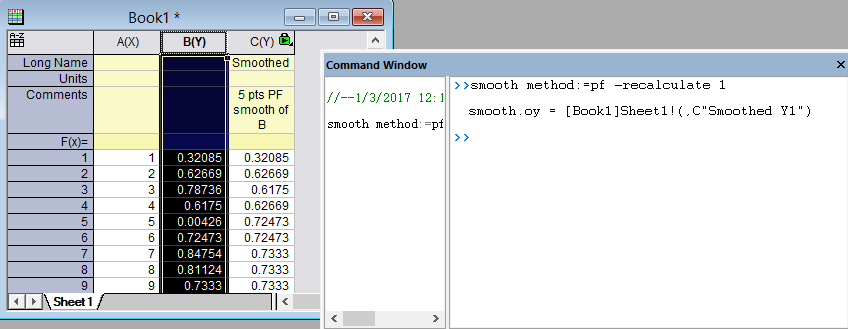 Book1 *
A(X) B(Y) C(Y)
Long Name Smoothed
Units
Comments 5 pts PF
smooth of
B
F(x)=
1 1 0.32085 0.32085
2 2 0.62669 0.62669
3 3 0.78736 0.6175
4 4 0.6175 0.62669
5 5 0.00426 0.72473
6 6 0.72473 0.72473
7 7 0.84754 0.7333
8 8 0.81124 0.7333
9 9 0.7333 0.7333
Sheet1
Command Window
//--1/3/2017 12:1
smooth method:=pf
>>smooth method:=pf -recalculate 1
smooth.oy = [Book1]Sheet1!(,C"Smoothed Y1")
>>